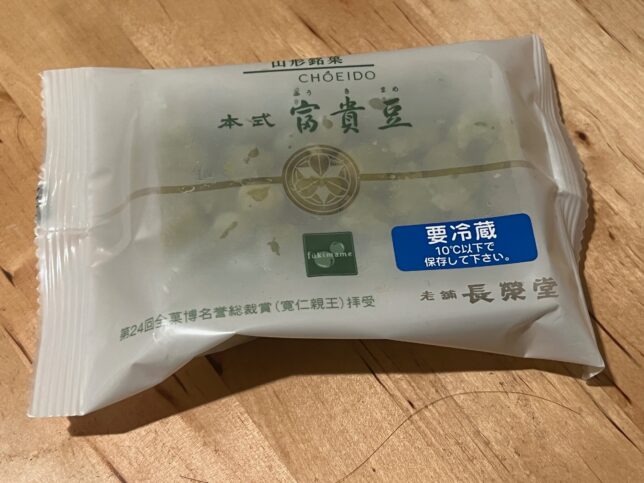 山形銘菓
CHOEIDO
ふうきまめ
本式 富貴豆
fukimame
要冷蔵
10℃以下で
保存して下さい。
老舗 長榮堂
第24回全菓博名誉総裁賞(寛仁親王)拝受